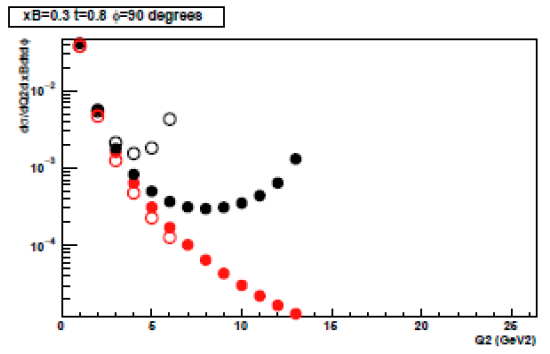 xB=0.3 t=0.8 ϕ=90 degrees
dσ/dQ2dxBdtdϕ
10⁻²
10⁻³
10⁻⁴
0 5 10 15 20 25
Q2 (GeV2)